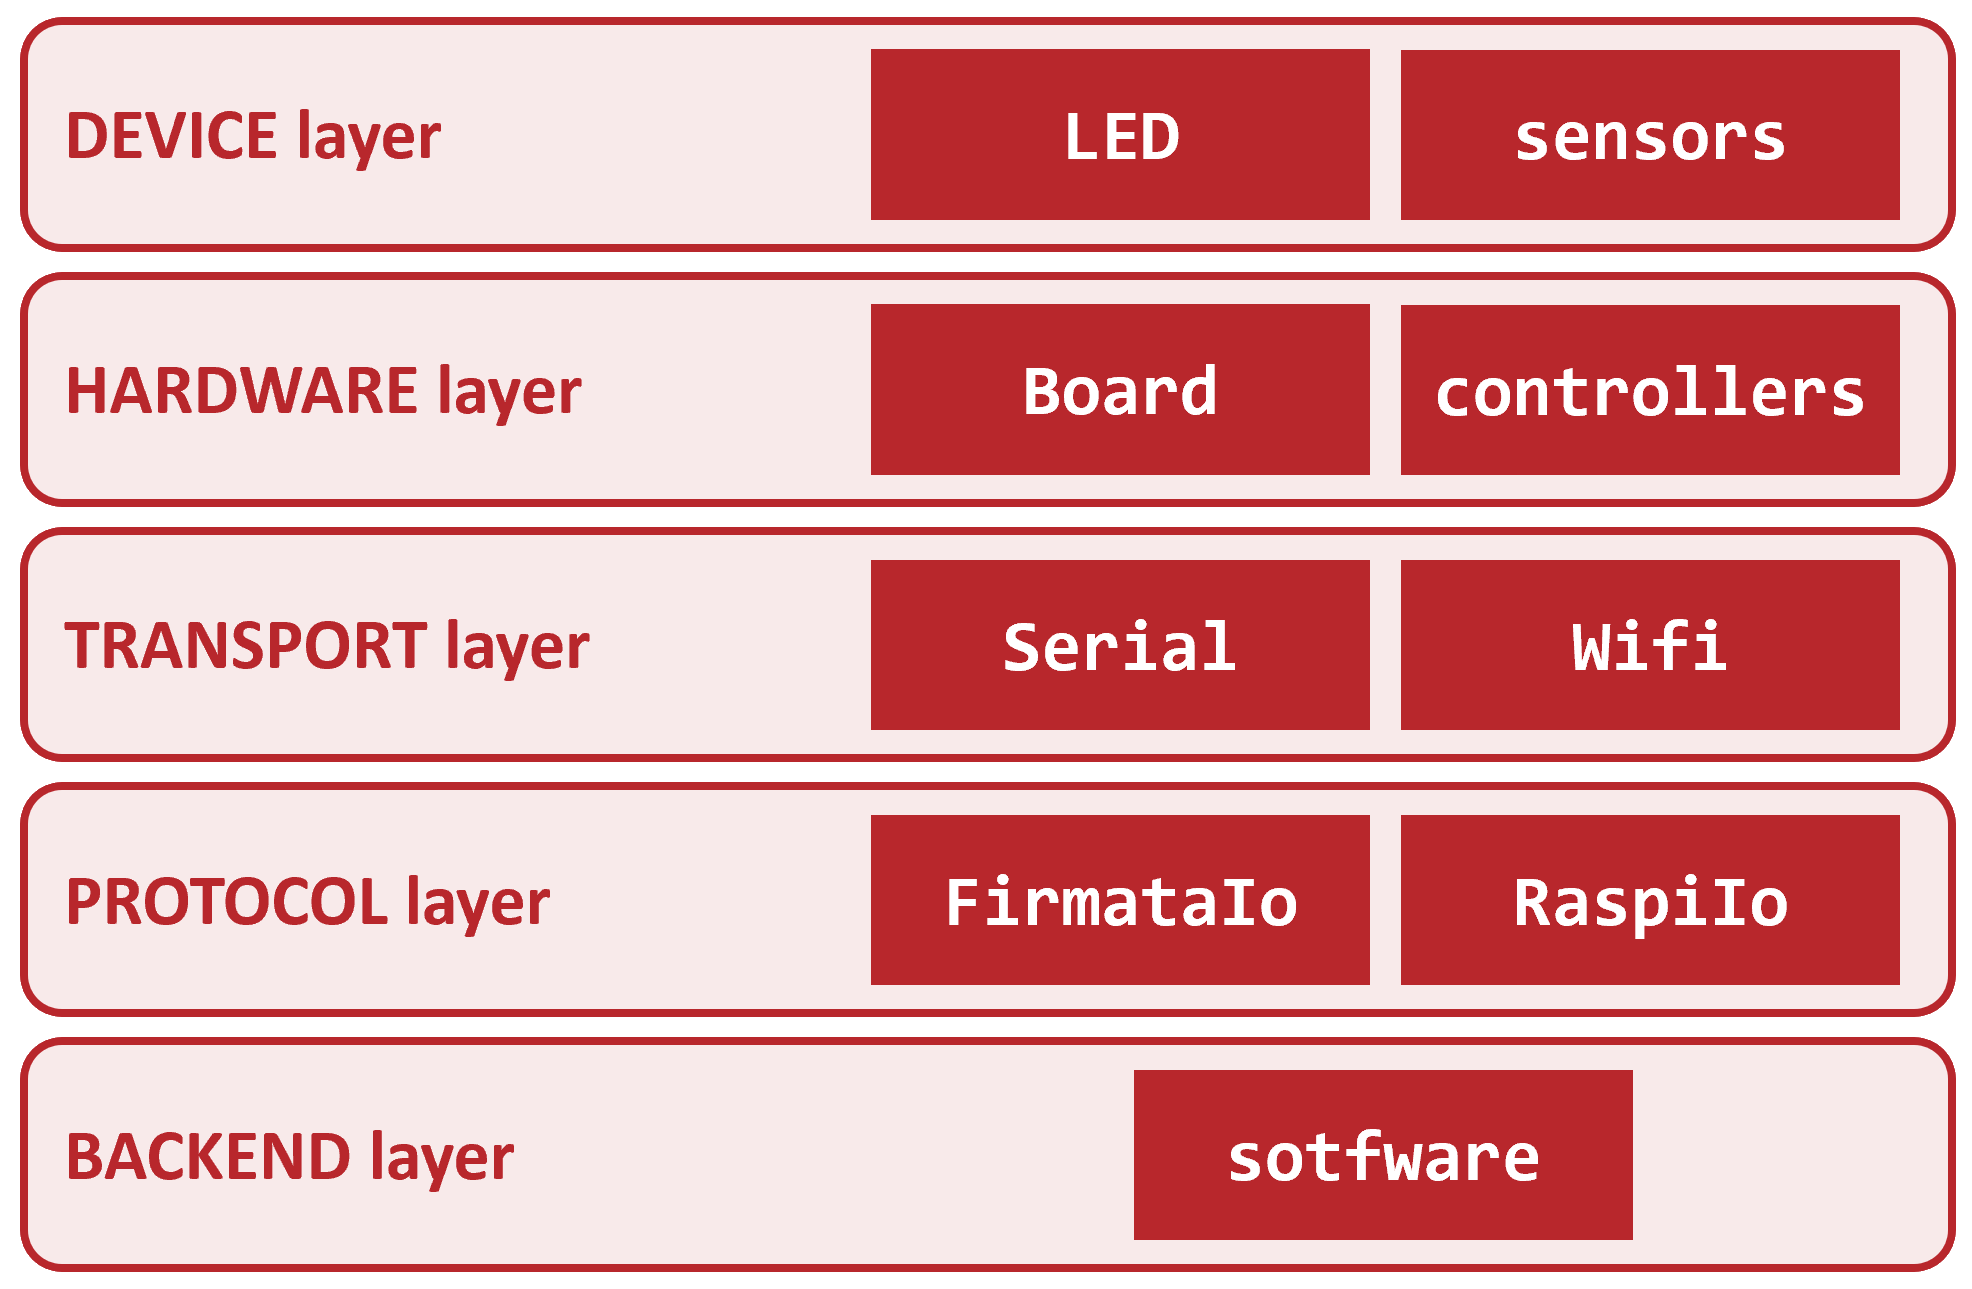 DEVICE layer
LED
sensors
HARDWARE layer
Board
controllers
TRANSPORT layer
Serial
Wifi
PROTOCOL layer
FirmataIo
RaspiIo
BACKEND layer
sotfware